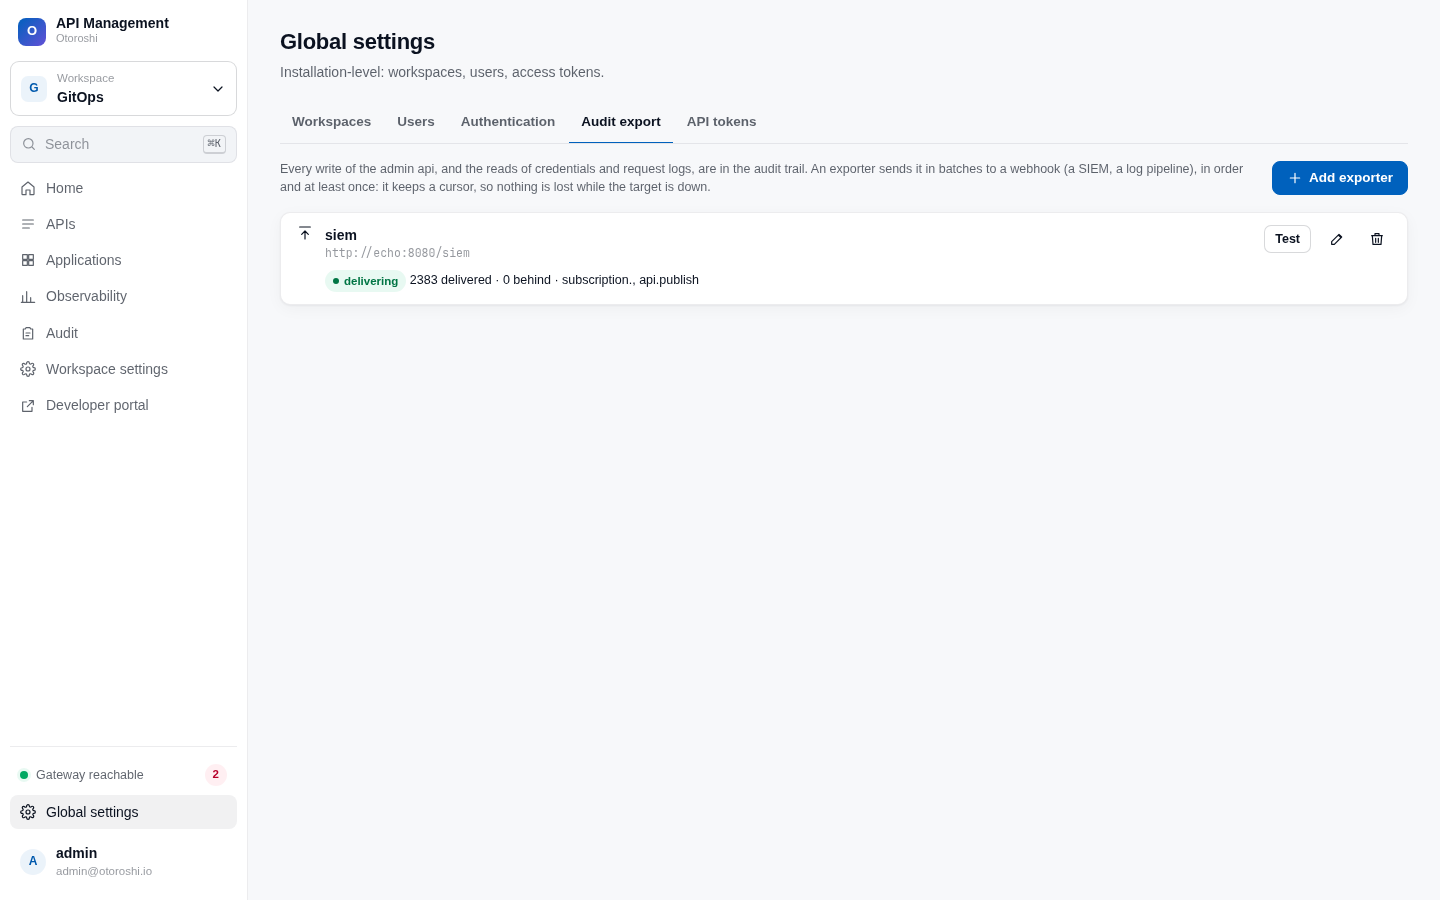 O
API Management
Otoroshi
G
Workspace
GitOps
Search
⌘K
Home
APIs
Applications
Observability
Audit
Workspace settings
Developer portal
Gateway reachable
2
Global settings
A
admin
admin@otoroshi.io
Global settings
Installation-level: workspaces, users, access tokens.
Workspaces Users Authentication Audit export API tokens
Every write of the admin api, and the reads of credentials and request logs, are in the audit trail. An exporter sends it in batches to a webhook (a SIEM, a log pipeline), in order
and at least once: it keeps a cursor, so nothing is lost while the target is down.
Add exporter
siem
http://echo:8080/siem
delivering 2383 delivered · 0 behind · subscription., api.publish
Test